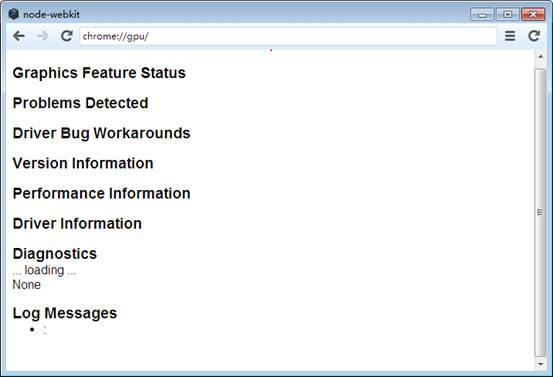 node-webkit
chrome://gpu/
Graphics Feature Status
Problems Detected
Driver Bug Workarounds
Version Information
Performance Information
Driver Information
Diagnostics
... loading ...
None
Log Messages
• :